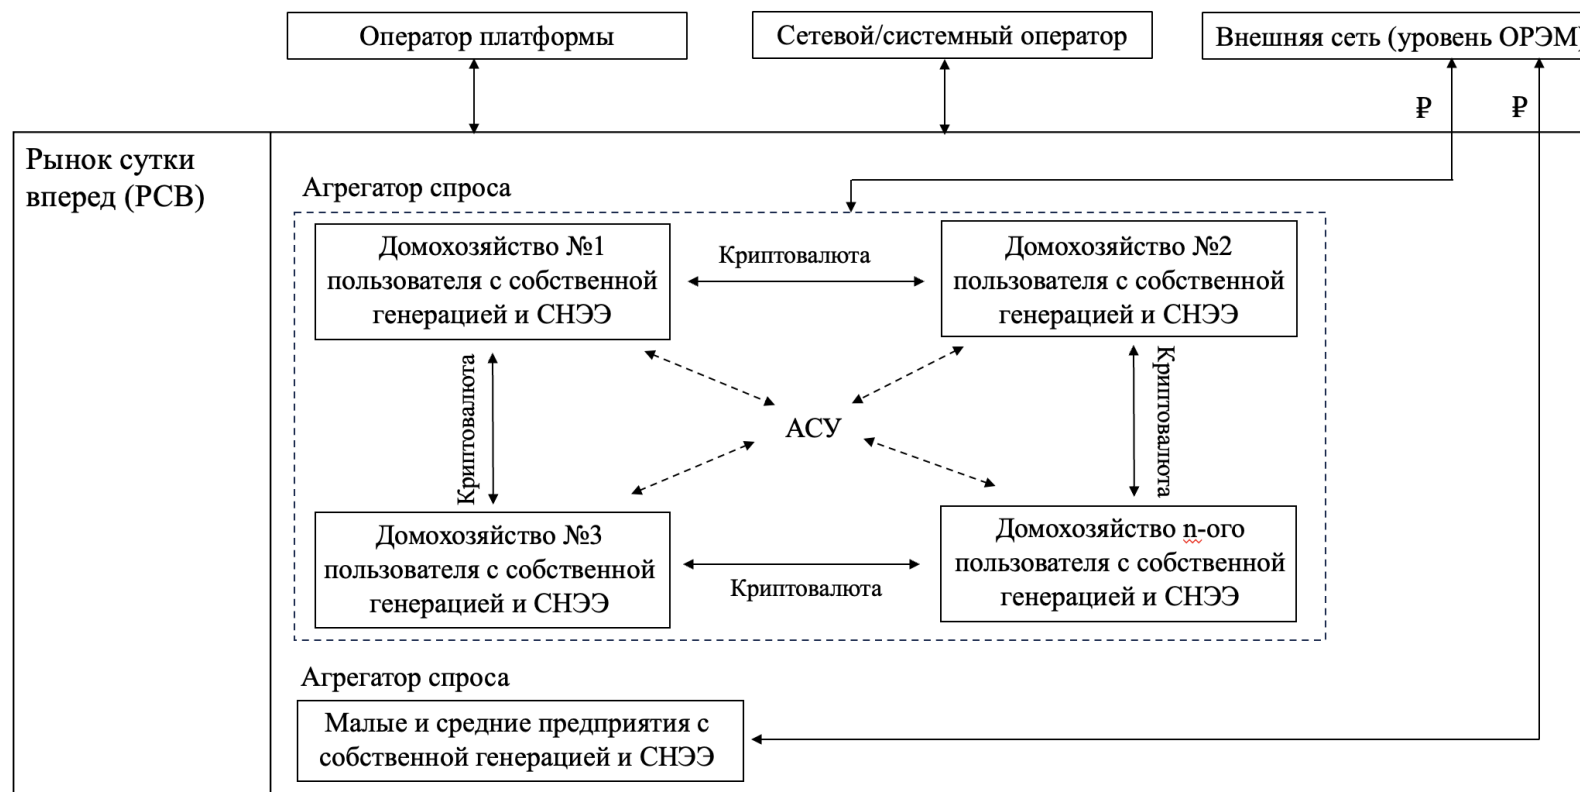 Оператор платформы
Сетевой/системный оператор
Внешняя сеть (уровень ОРЭМ)
₽
₽
Рынок сутки
вперед (РСВ)
Агрегатор спроса
Домохозяйство №1
пользователя с собственной
генерацией и СНЭЭ
Криптовалюта
Домохозяйство №2
пользователя с собственной
генерацией и СНЭЭ
Криптовалюта
АСУ
Криптовалюта
Домохозяйство №3
пользователя с собственной
генерацией и СНЭЭ
Криптовалюта
Домохозяйство n-ого
пользователя с собственной
генерацией и СНЭЭ
Агрегатор спроса
Малые и средние предприятия с
собственной генерацией и СНЭЭ